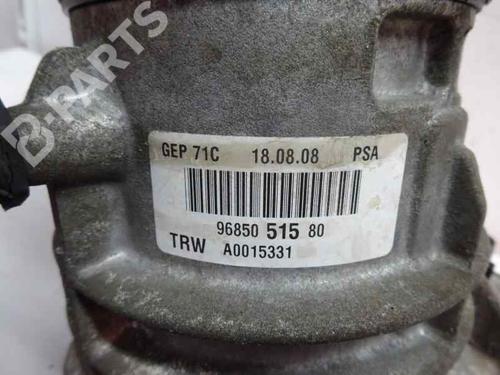 B-PARTS
GEP 71C 18.08.08 PSA
96850 515 80
TRW A0015331